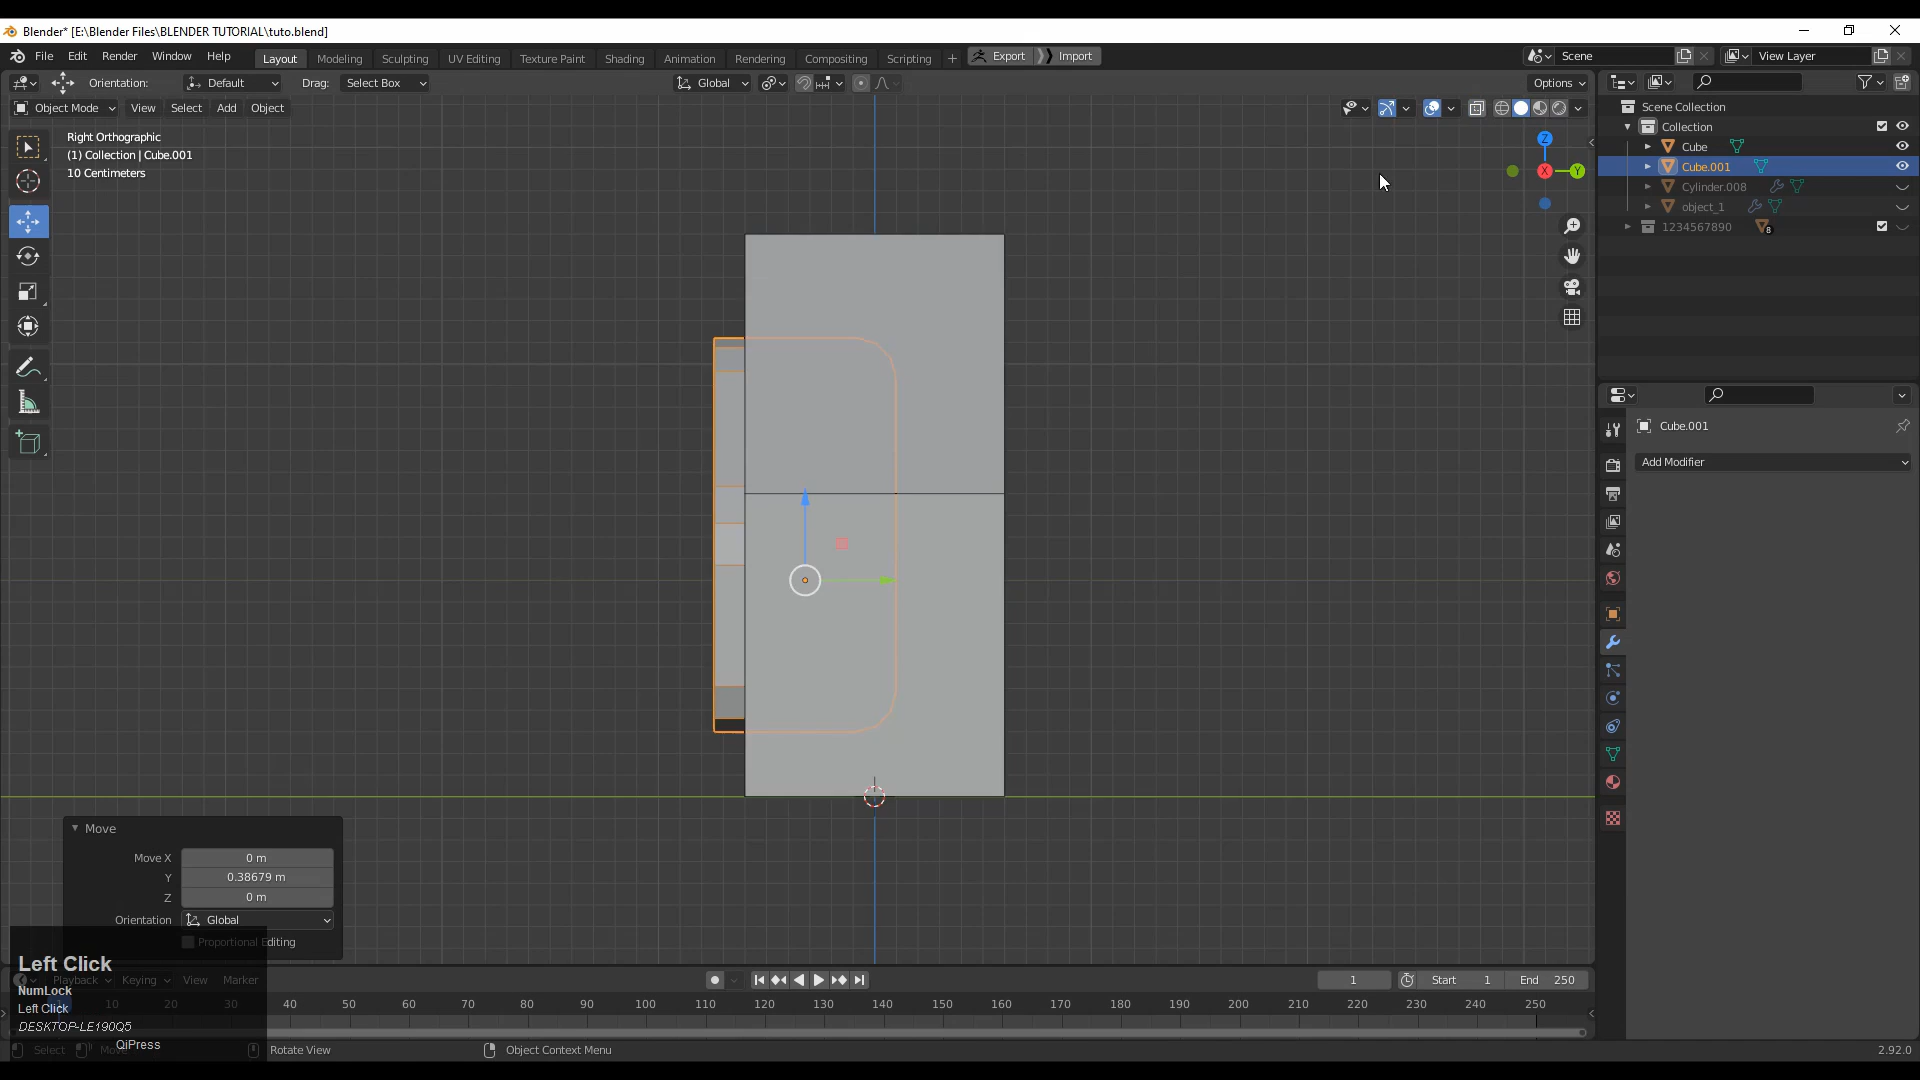 Blender* [E:\Blender Files\BLENDER TUTORIAL\tuto.blend]
File Edit Render Window Help Layout Modeling Sculpting UV Editing Texture Paint Shading Animation Rendering Compositing Scripting + Export Import Scene View Layer
Orientation: Default Drag: Select Box Global Options
Object Mode View Select Add Object
Right Orthographic
(1) Collection | Cube.001
10 Centimeters
Z
X
Y
Scene Collection
Collection
Cube
Cube.001
Cylinder.008
object_1
1234567890 8
Cube.001
Add Modifier
Move
Move X 0 m
Y 0.38679 m
Z 0 m
Orientation Global
Proportional Editing
Left Click
NumLock
Left Click
DESKTOP-LE190Q5
QiPress
Playback Keying View Marker 1 Start 1 End 250
1 10 20 30 40 50 60 70 80 90 100 110 120 130 140 150 160 170 180 190 200 210 220 230 240 250
Select Move Rotate View Object Context Menu 2.92.0